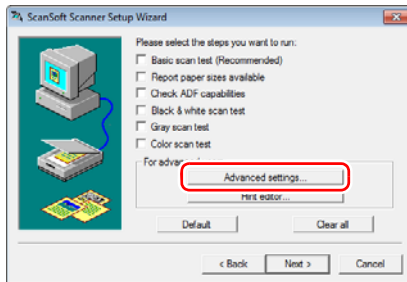 ScanSoft Scanner Setup Wizard
Please select the steps you want to run:
Basic scan test (Recommended)
Report paper sizes available
Check ADF capabilities
Black & white scan test
Gray scan test
Color scan test
For advan
Advanced settings...
Hint editor...
Default
Clear all
< Back
Next >
Cancel